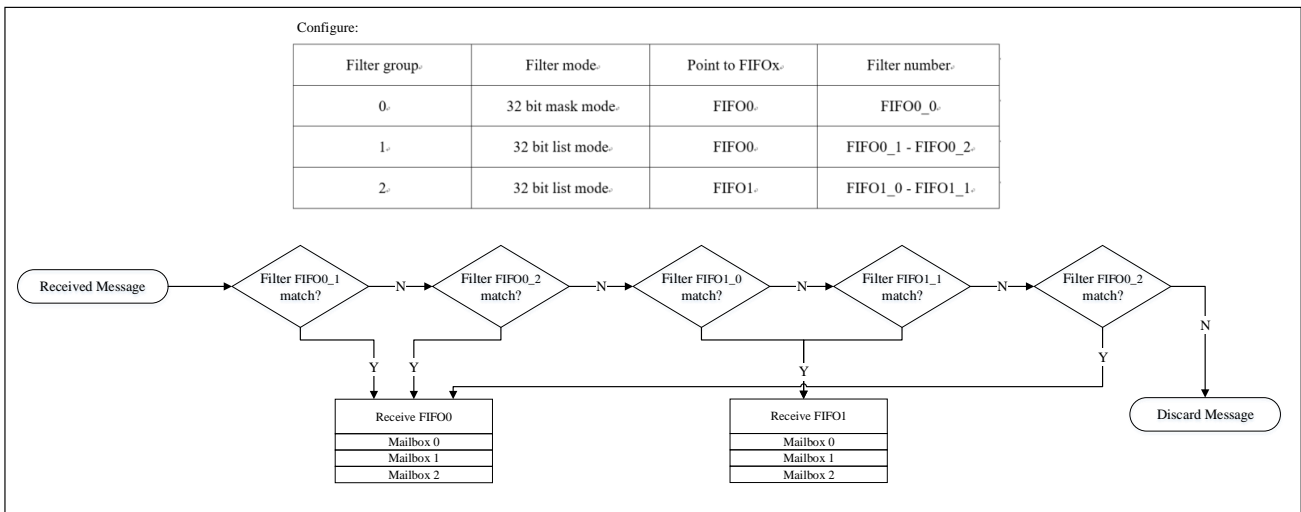 Configure:
Filter group Filter mode Point to FIFOx Filter number
0 32 bit mask mode FIFO0 FIFO0_0
1 32 bit list mode FIFO0 FIFO0_1 - FIFO0_2
2 32 bit list mode FIFO1 FIFO1_0 - FIFO1_1
Received Message
Filter FIFO0_1
match?
N
Filter FIFO0_2
match?
N
Filter FIFO1_0
match?
N
Filter FIFO1_1
match?
N
Filter FIFO0_2
match?
N
Y
Y
Y
Y
Receive FIFO0
Mailbox 0
Mailbox 1
Mailbox 2
Receive FIFO1
Mailbox 0
Mailbox 1
Mailbox 2
Discard Message